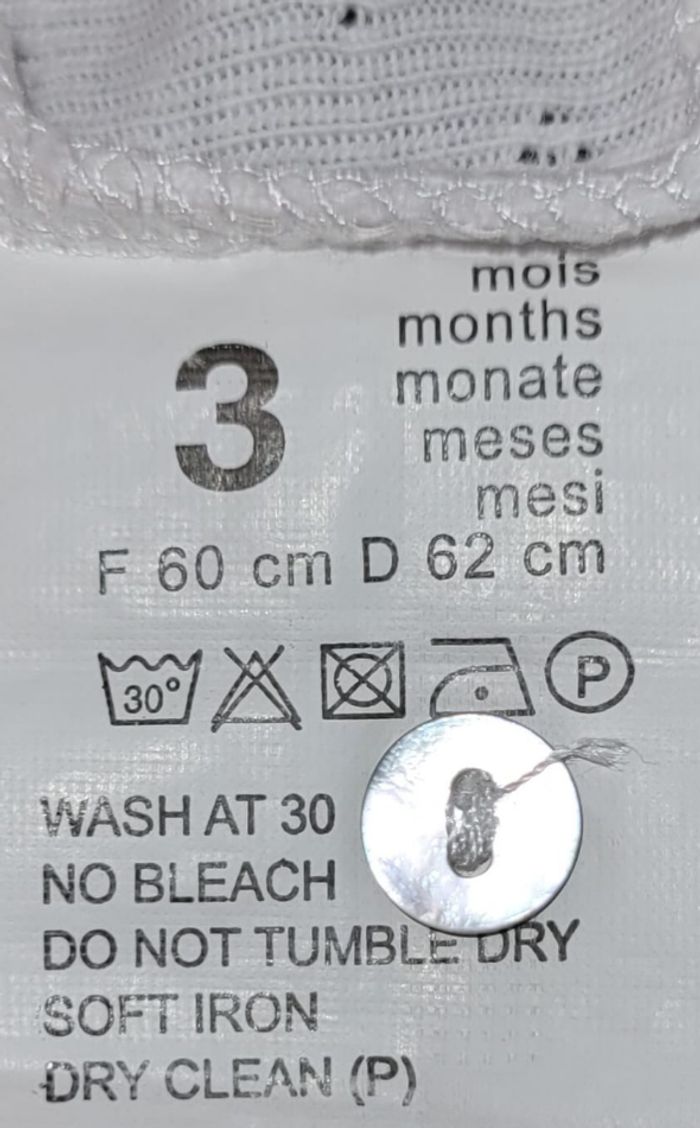 mois
months
3
monate
meses
mesi
F 60 cm D 62 cm
30°
P
WASH AT 30
NO BLEACH
DO NOT TUMBLE DRY
SOFT IRON
DRY CLEAN (P)